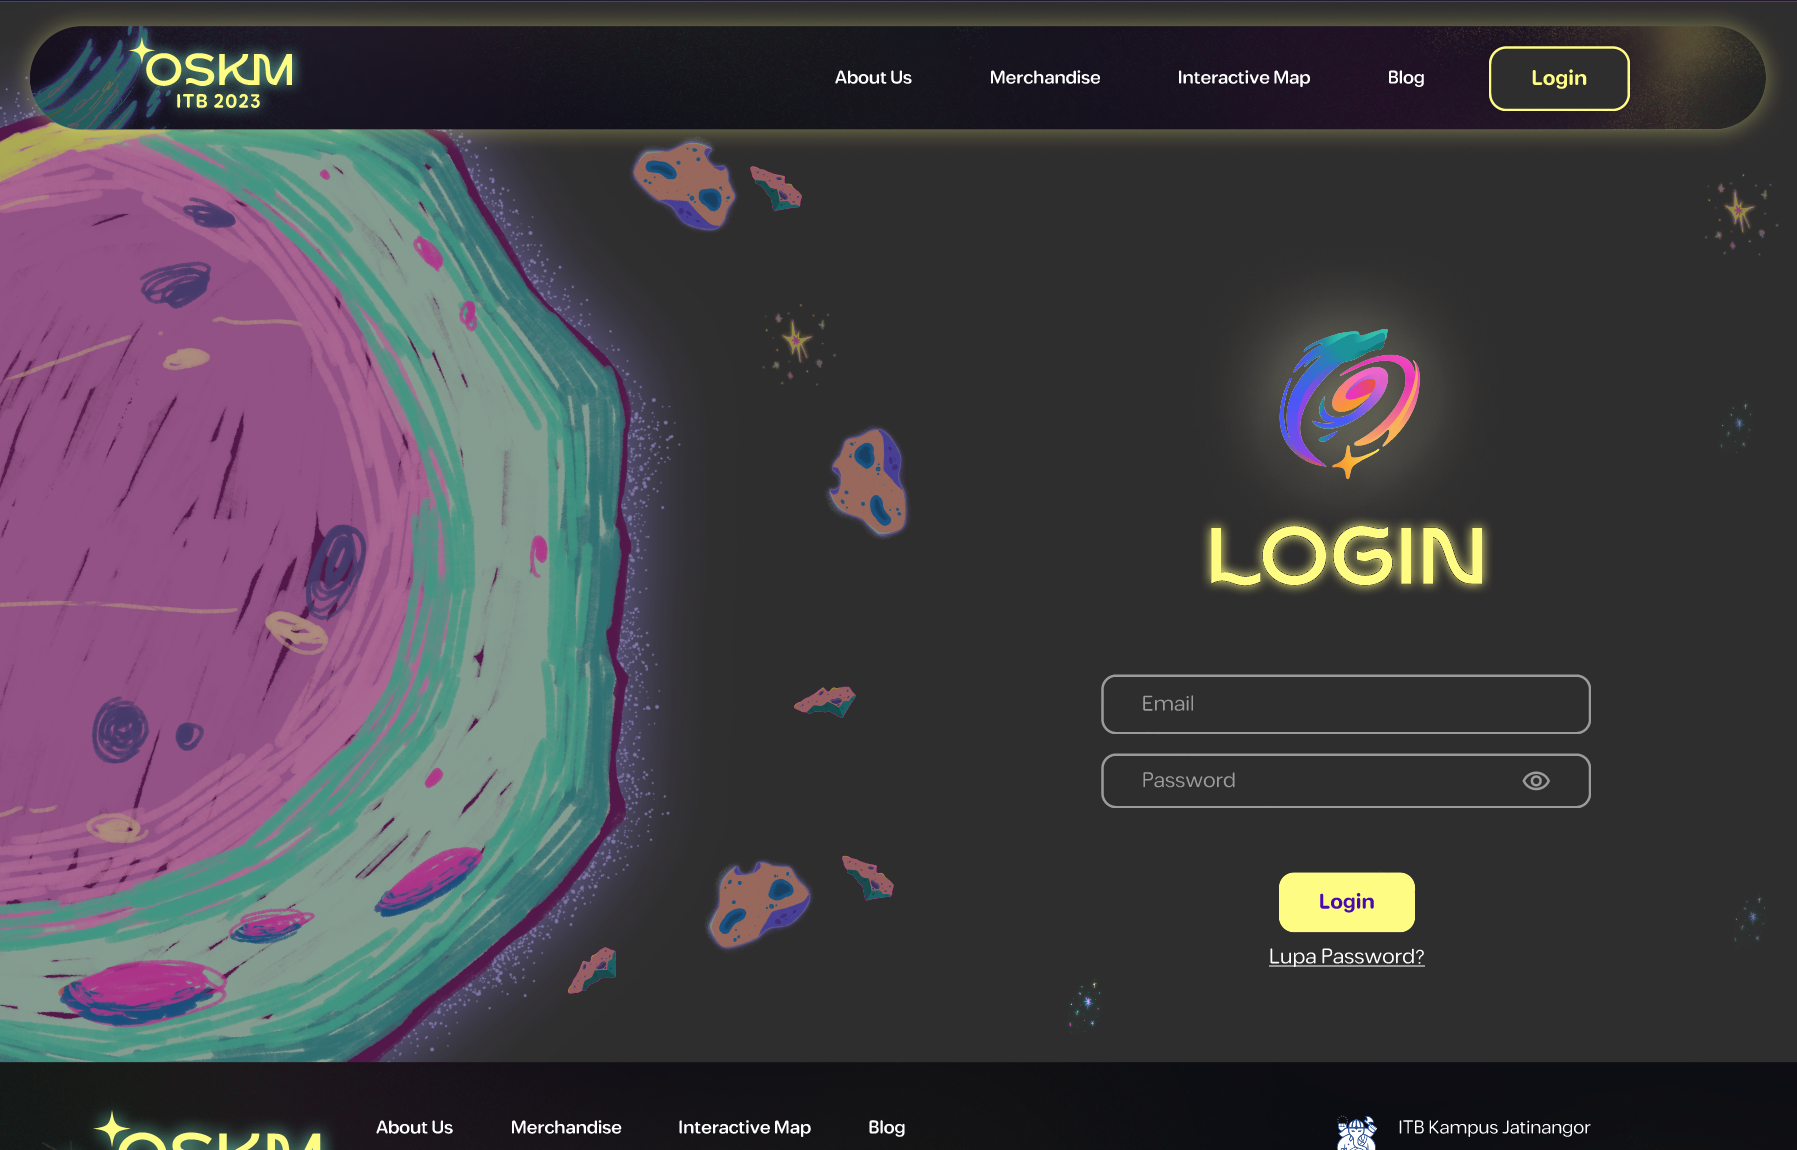 OSKM
ITB 2023
About Us
Merchandise
Interactive Map
Blog
Login
LOGIN
Email
Password
Login
Lupa Password?
OSKM
About Us
Merchandise
Interactive Map
Blog
ITB Kampus Jatinangor